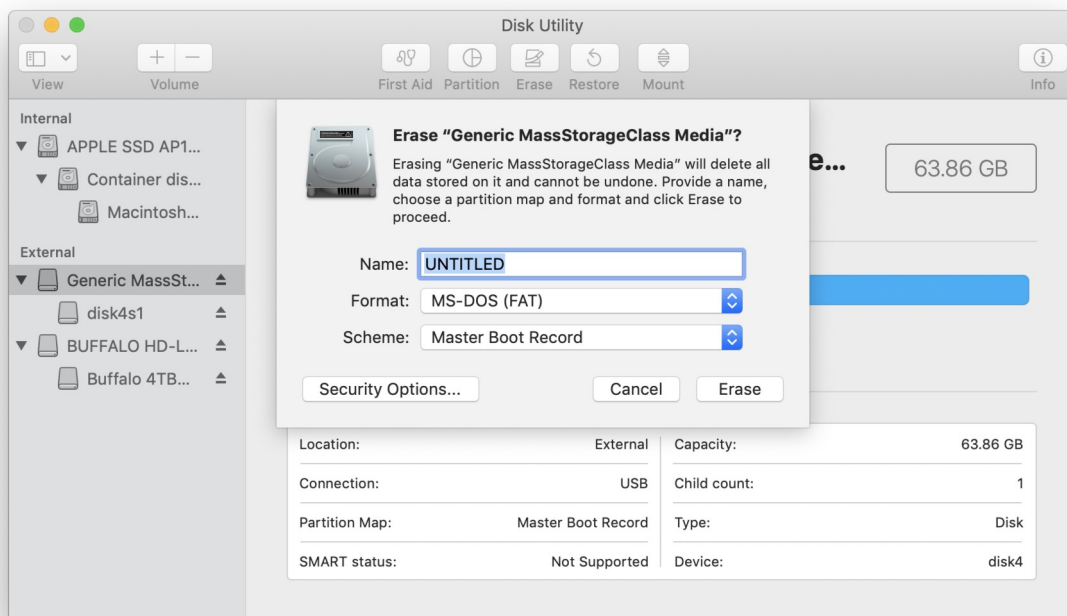 Disk Utility
View
Volume
First Aid
Partition
Erase
Restore
Mount
Info
Internal
APPLE SSD AP1...
Container dis...
Macintosh...
External
Generic MassSt...
disk4s1
BUFFALO HD-L...
Buffalo 4TB...
e...
63.86 GB
Erase “Generic MassStorageClass Media”?
Erasing “Generic MassStorageClass Media” will delete all
data stored on it and cannot be undone. Provide a name,
choose a partition map and format and click Erase to
proceed.
Name: UNTITLED
Format: MS-DOS (FAT)
Scheme: Master Boot Record
Security Options...
Cancel
Erase
Location: External
Capacity: 63.86 GB
Connection: USB
Child count: 1
Partition Map: Master Boot Record
Type: Disk
SMART status: Not Supported
Device: disk4